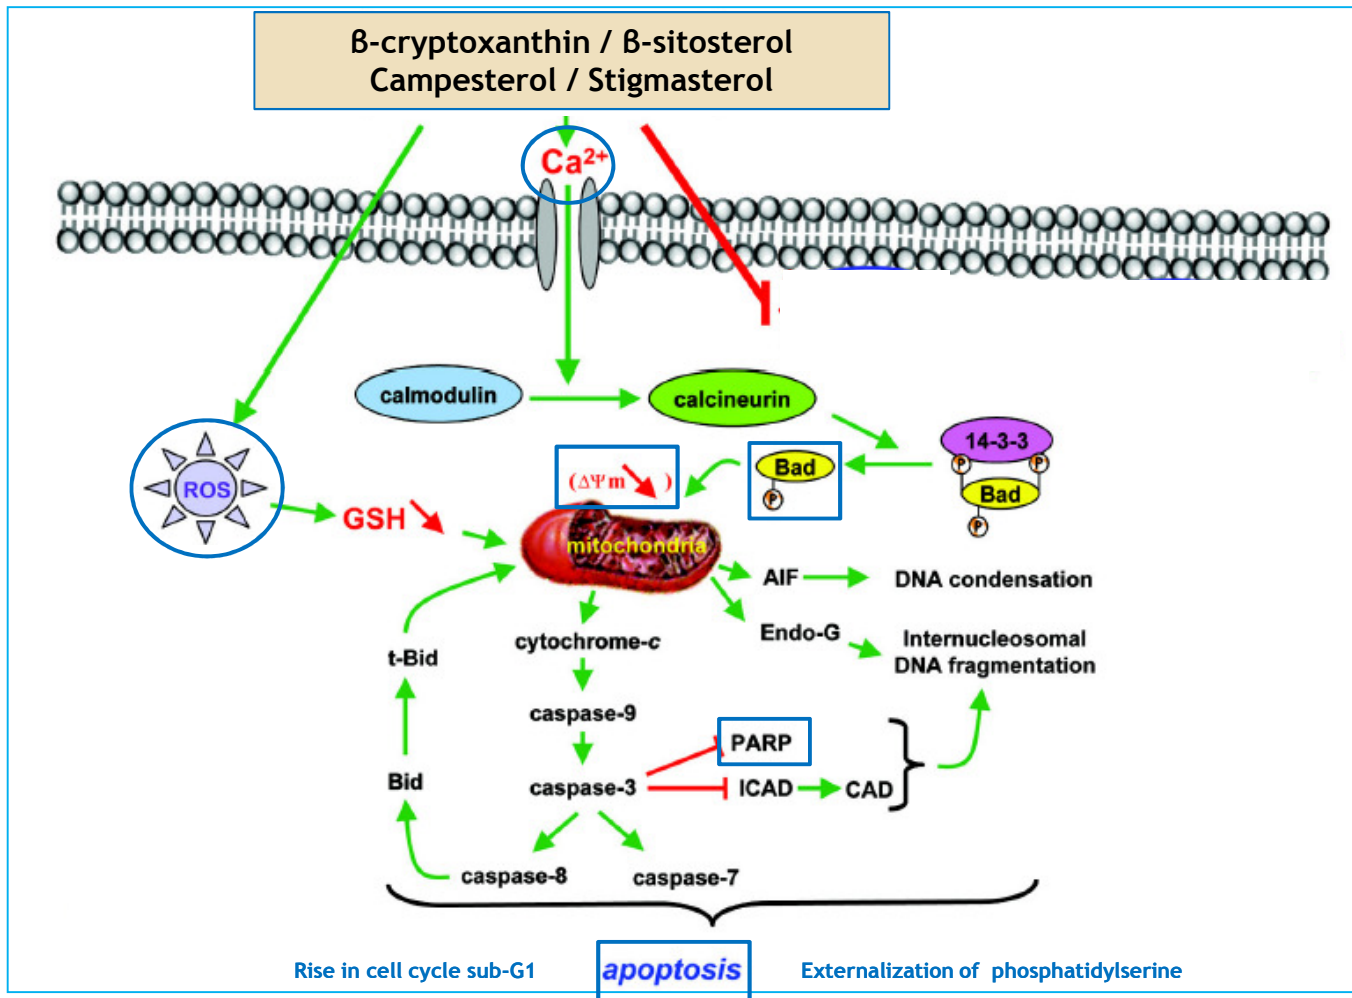 ß-cryptoxanthin / ß-sitosterol
Campesterol / Stigmasterol
Ca²⁺
calmodulin
calcineurin
14-3-3
P
P
Bad
P
Bad
P
(ΔΨm )
ROS
GSH
mitochondria
AIF
DNA condensation
Endo-G
Internucleosomal
DNA fragmentation
cytochrome-c
t-Bid
caspase-9
PARP
Bid
caspase-3
ICAD
CAD
caspase-8
caspase-7
Rise in cell cycle sub-G1
apoptosis
Externalization of phosphatidylserine